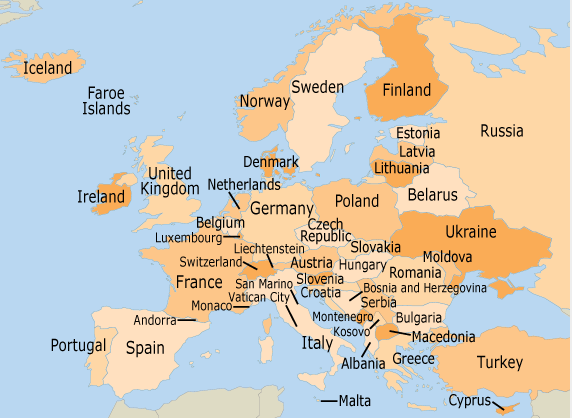 Iceland
Faroe
Islands
Sweden
Finland
Norway
Russia
Estonia
Latvia
Lithuania
Denmark
United
Kingdom
Ireland
Netherlands
Belarus
Poland
Germany
Belgium
Czech
Republic
Ukraine
Luxembourg
Liechtenstein
Slovakia
Moldova
Switzerland
Austria
Hungary
Romania
France
San Marino
Slovenia
Bosnia and Herzegovina
Vatican City
Croatia
Monaco
Serbia
Andorra
Montenegro
Bulgaria
Kosovo
Macedonia
Portugal
Spain
Italy
Albania
Greece
Turkey
Malta
Cyprus